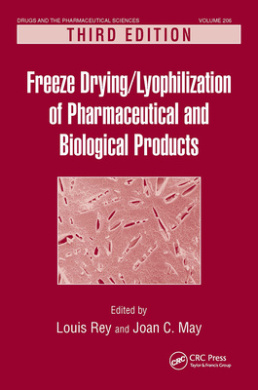 DRUGS AND THE PHARMACEUTICAL SCIENCES VOLUME 206
THIRD EDITION
Freeze Drying/Lyophilization
of Pharmaceutical and
Biological Products
Edited by
Louis Rey and Joan C. May
CRC
CRC Press
Taylor & Francis Group